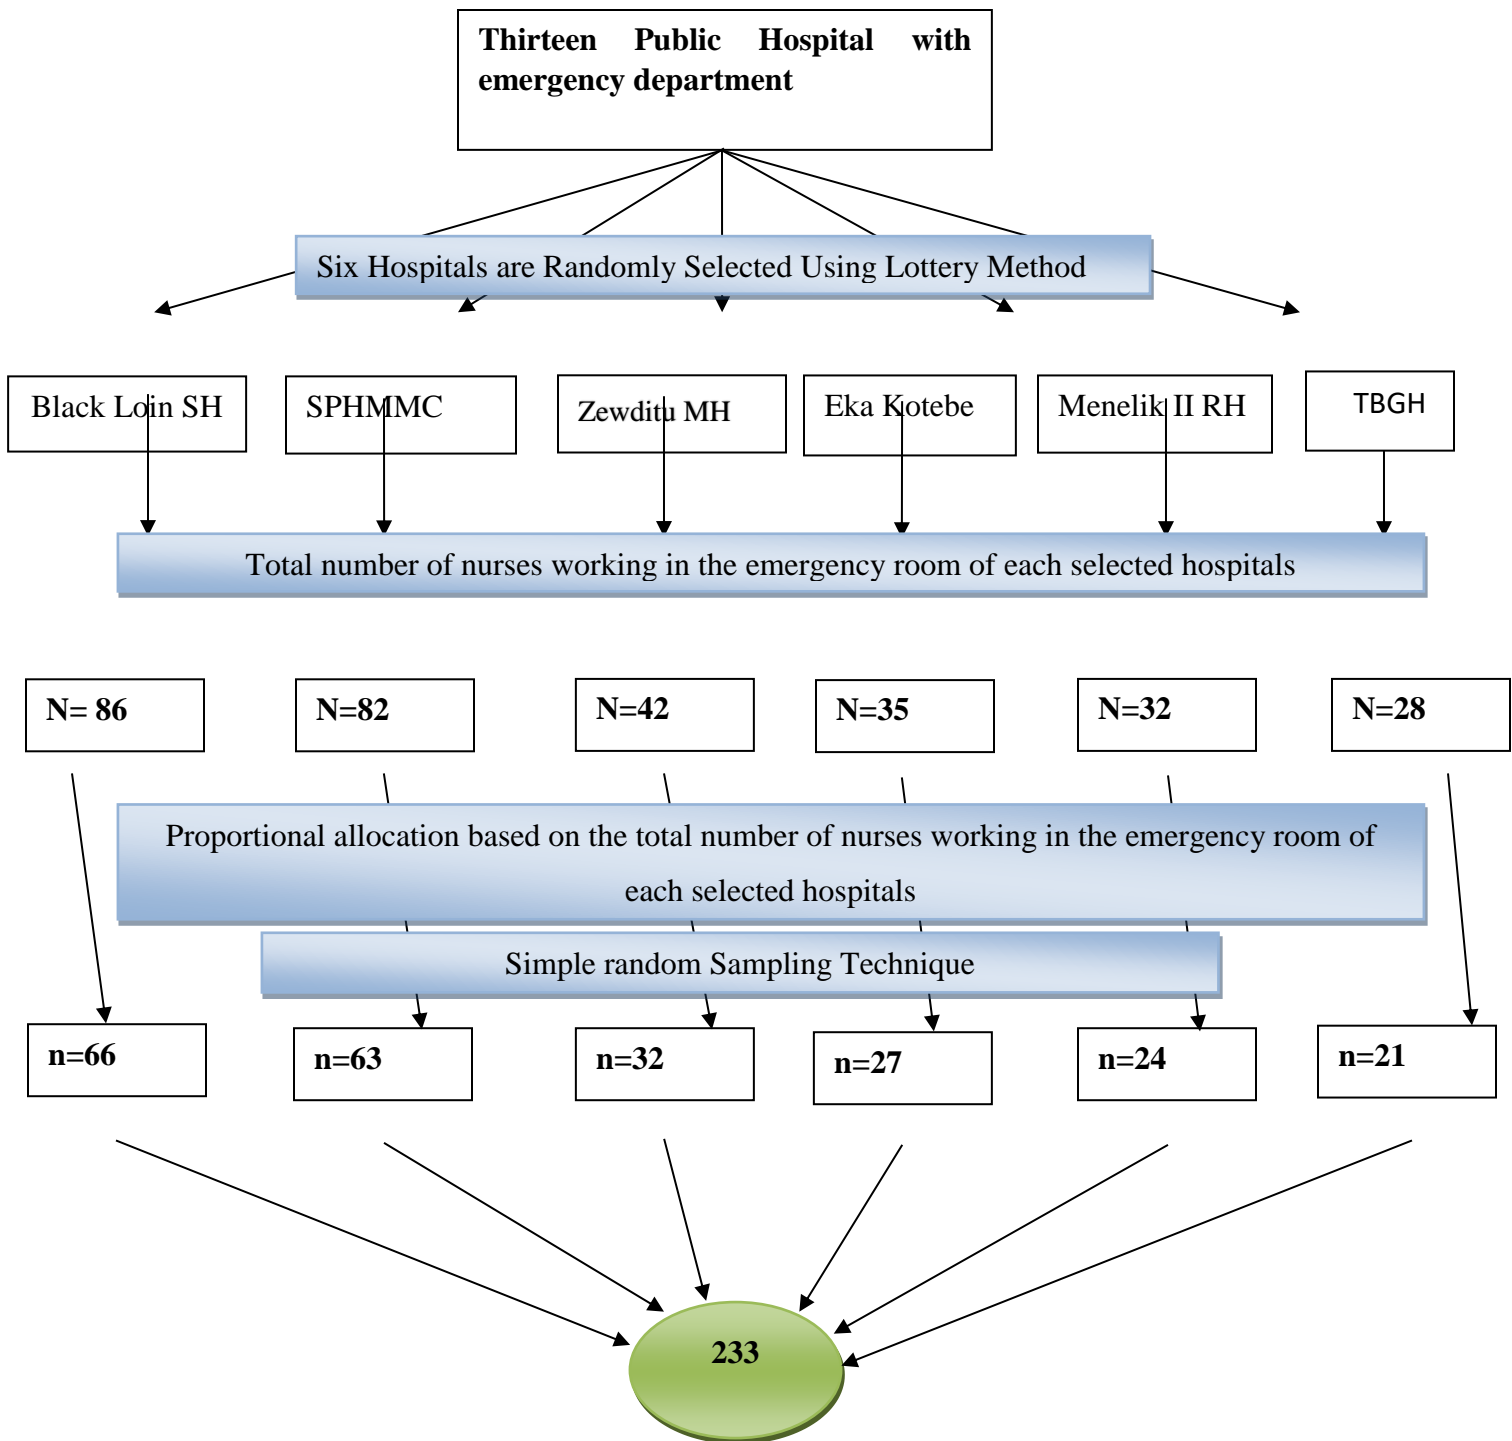 Thirteen Public Hospital with
emergency department
Six Hospitals are Randomly Selected Using Lottery Method
Black Loin SH
SPHMMC
Zewditu MH
Eka Kotebe
Menelik II RH
TBGH
Total number of nurses working in the emergency room of each selected hospitals
N= 86
N=82
N=42
N=35
N=32
N=28
Proportional allocation based on the total number of nurses working in the emergency room of
each selected hospitals
Simple random Sampling Technique
n=66
n=63
n=32
n=27
n=24
n=21
233